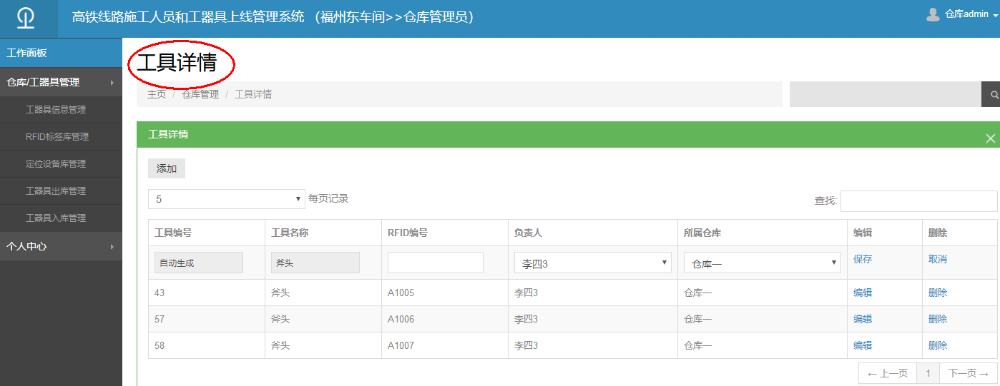 高铁线路施工人员和工器具上线管理系统 （福州东车间>>仓库管理员）
仓库admin
工作面板
仓库/工器具管理
工器具信息管理
RFID标签库管理
定位设备库管理
工器具出库管理
工器具入库管理
个人中心
工具详情
主页 / 仓库管理 / 工具详情
工具详情
添加
5 每页记录
查找:
工具编号 工具名称 RFID编号 负责人 所属仓库 编辑 删除
自动生成 斧头 李四3 仓库一 保存 取消
43 斧头 A1005 李四3 仓库一 编辑 删除
57 斧头 A1006 李四3 仓库一 编辑 删除
58 斧头 A1007 李四3 仓库一 编辑 删除
← 上一页 1 下一页 →